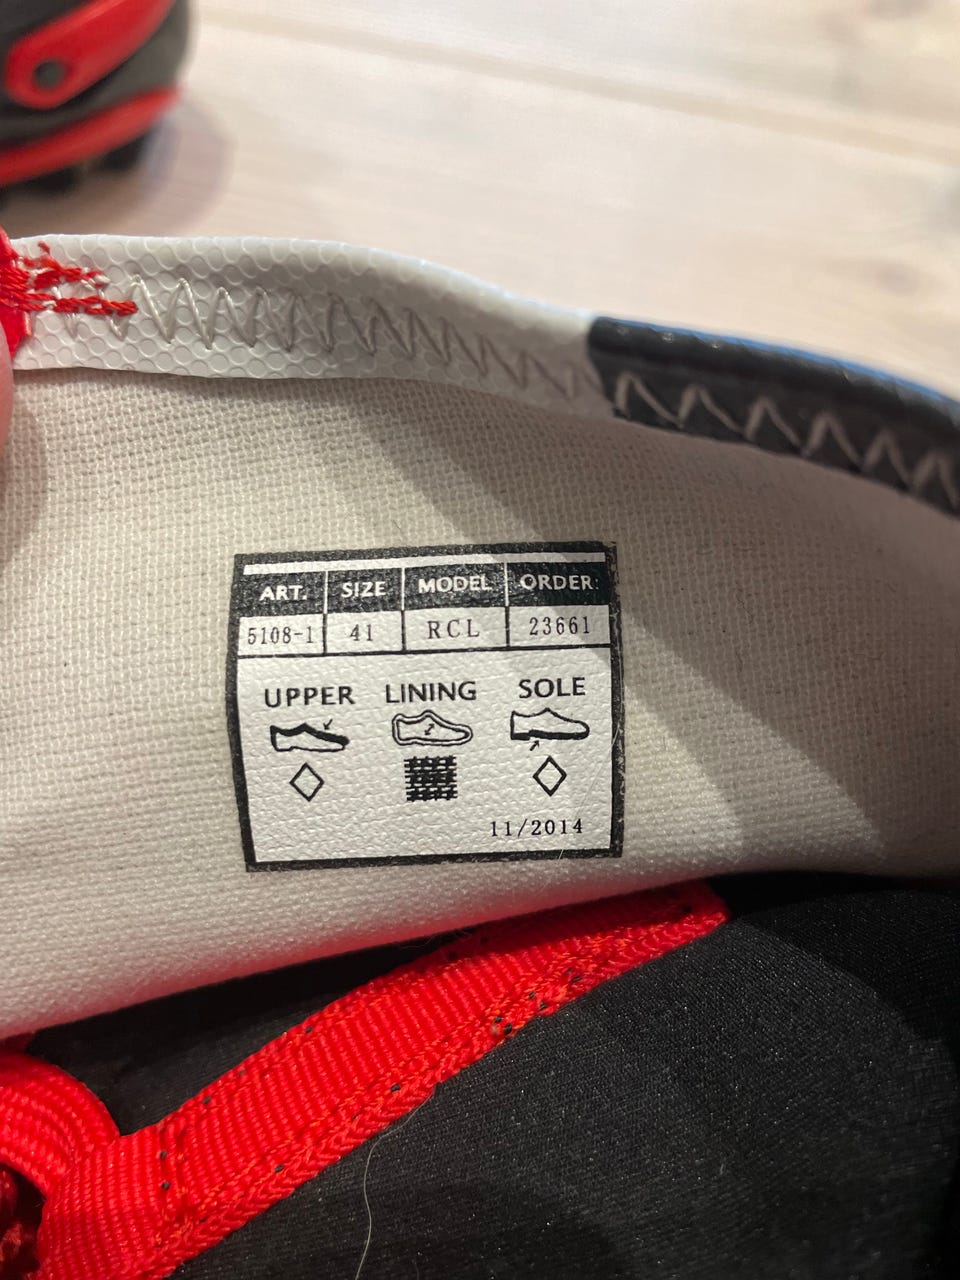 ART. SIZE MODEL ORDER:
5108-1 41 RCL 23661
UPPER LINING SOLE
11/2014